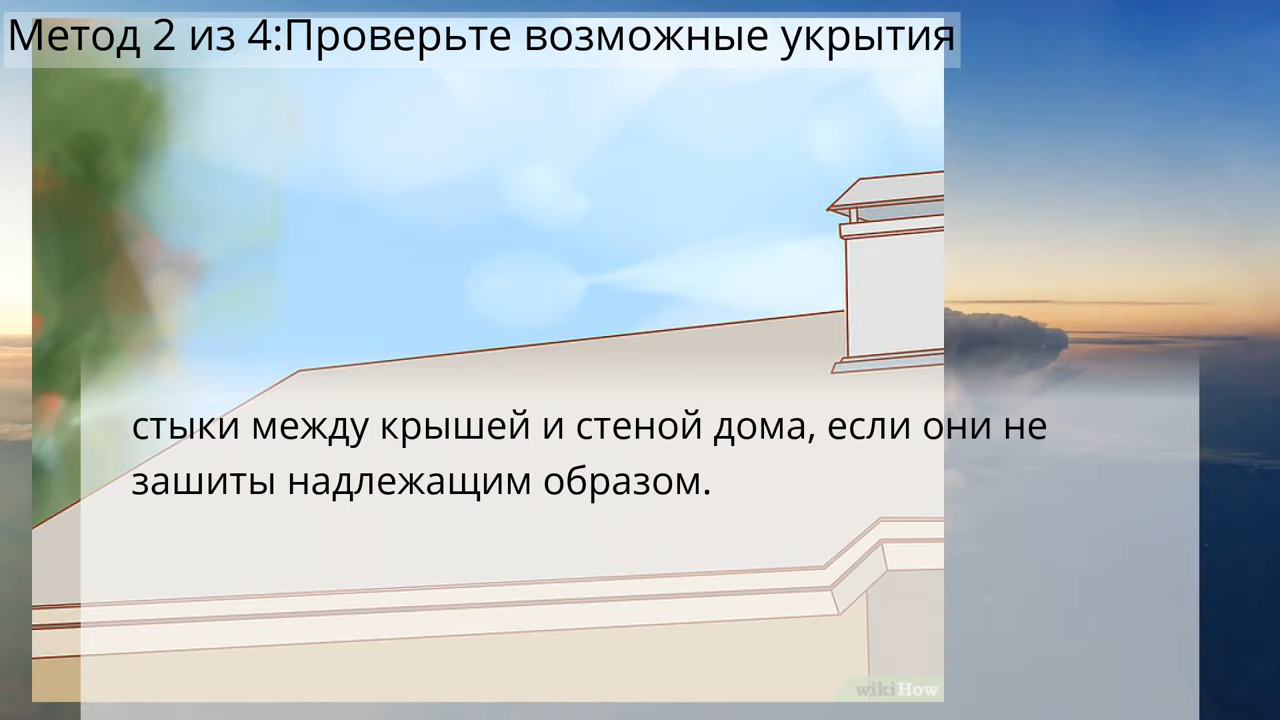 Метод 2 из 4:Проверьте возможные укрытия
стыки между крышей и стеной дома, если они не
зашиты надлежащим образом.
wikiHow